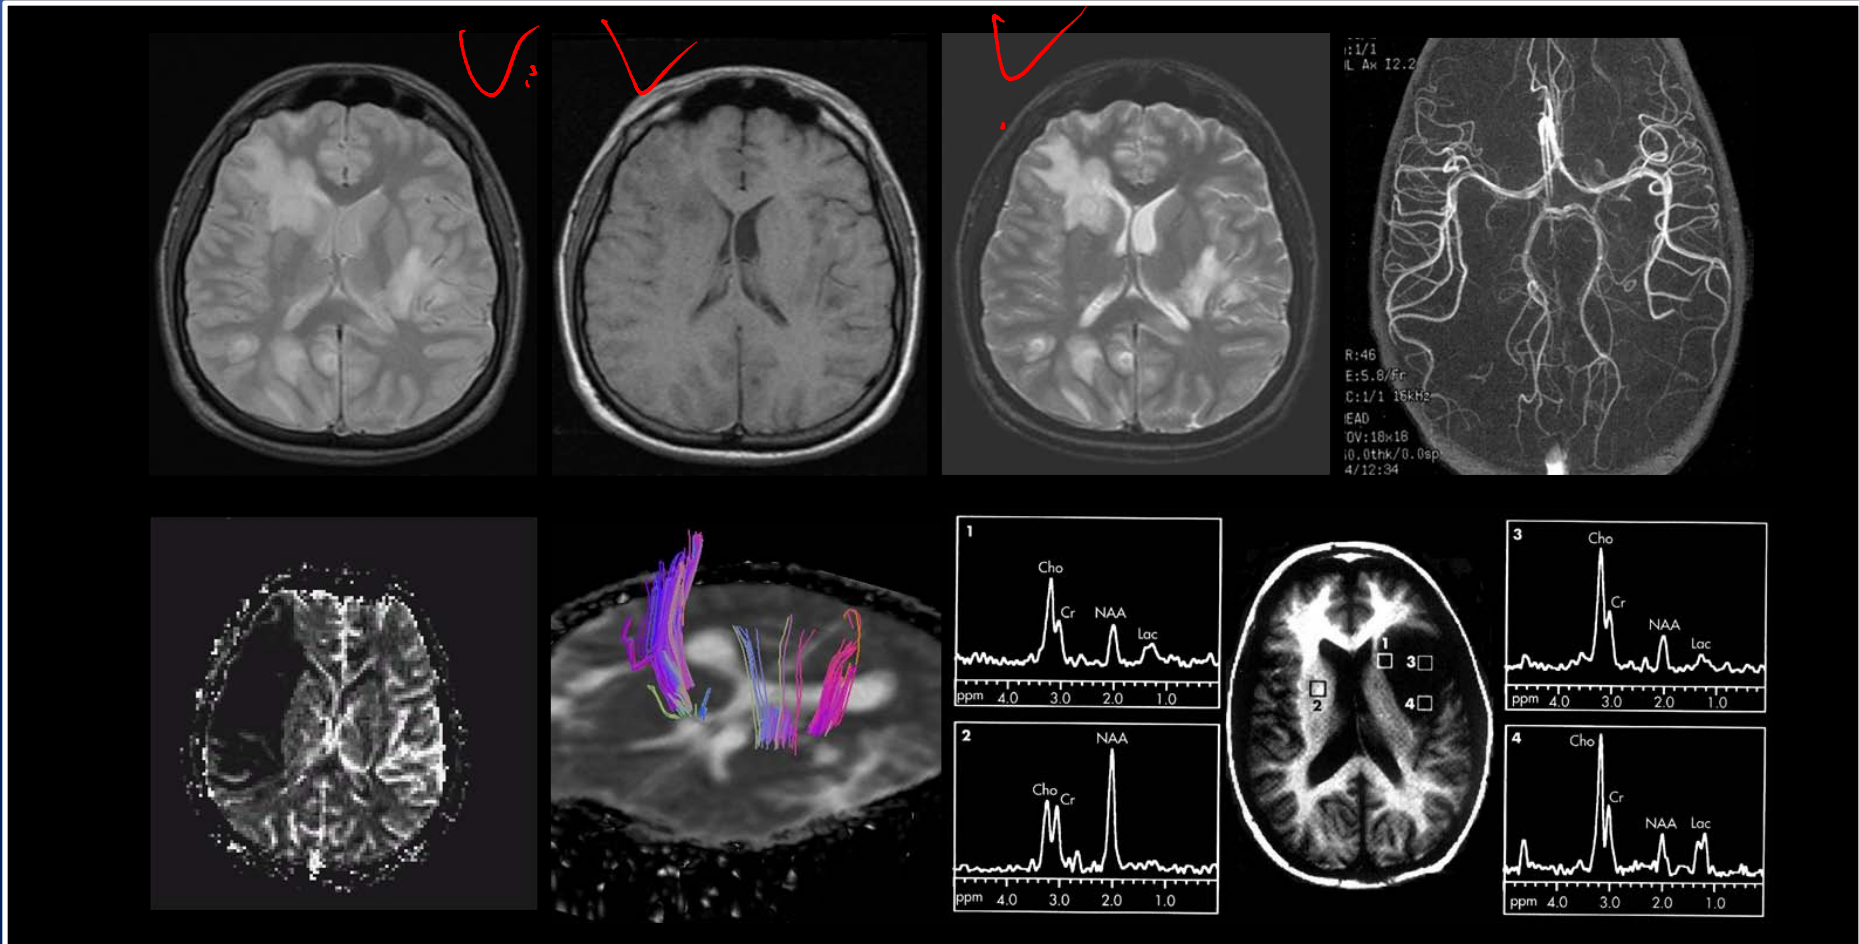 :1/1
L Ax I2.2
R:46
E:5.8/Fr
C:1/1 16kHz
EAD
OV:18x18
0.0thk/0.0sp
4/12:34
1
Cho
Cr
NAA
Lac
ppm 4.0 3.0 2.0 1.0
2
NAA
Cho
Cr
ppm 4.0 3.0 2.0 1.0
1
2
3
4
3
Cho
Cr
NAA
Lac
ppm 4.0 3.0 2.0 1.0
4
Cho
Cr
NAA
Lac
ppm 4.0 3.0 2.0 1.0